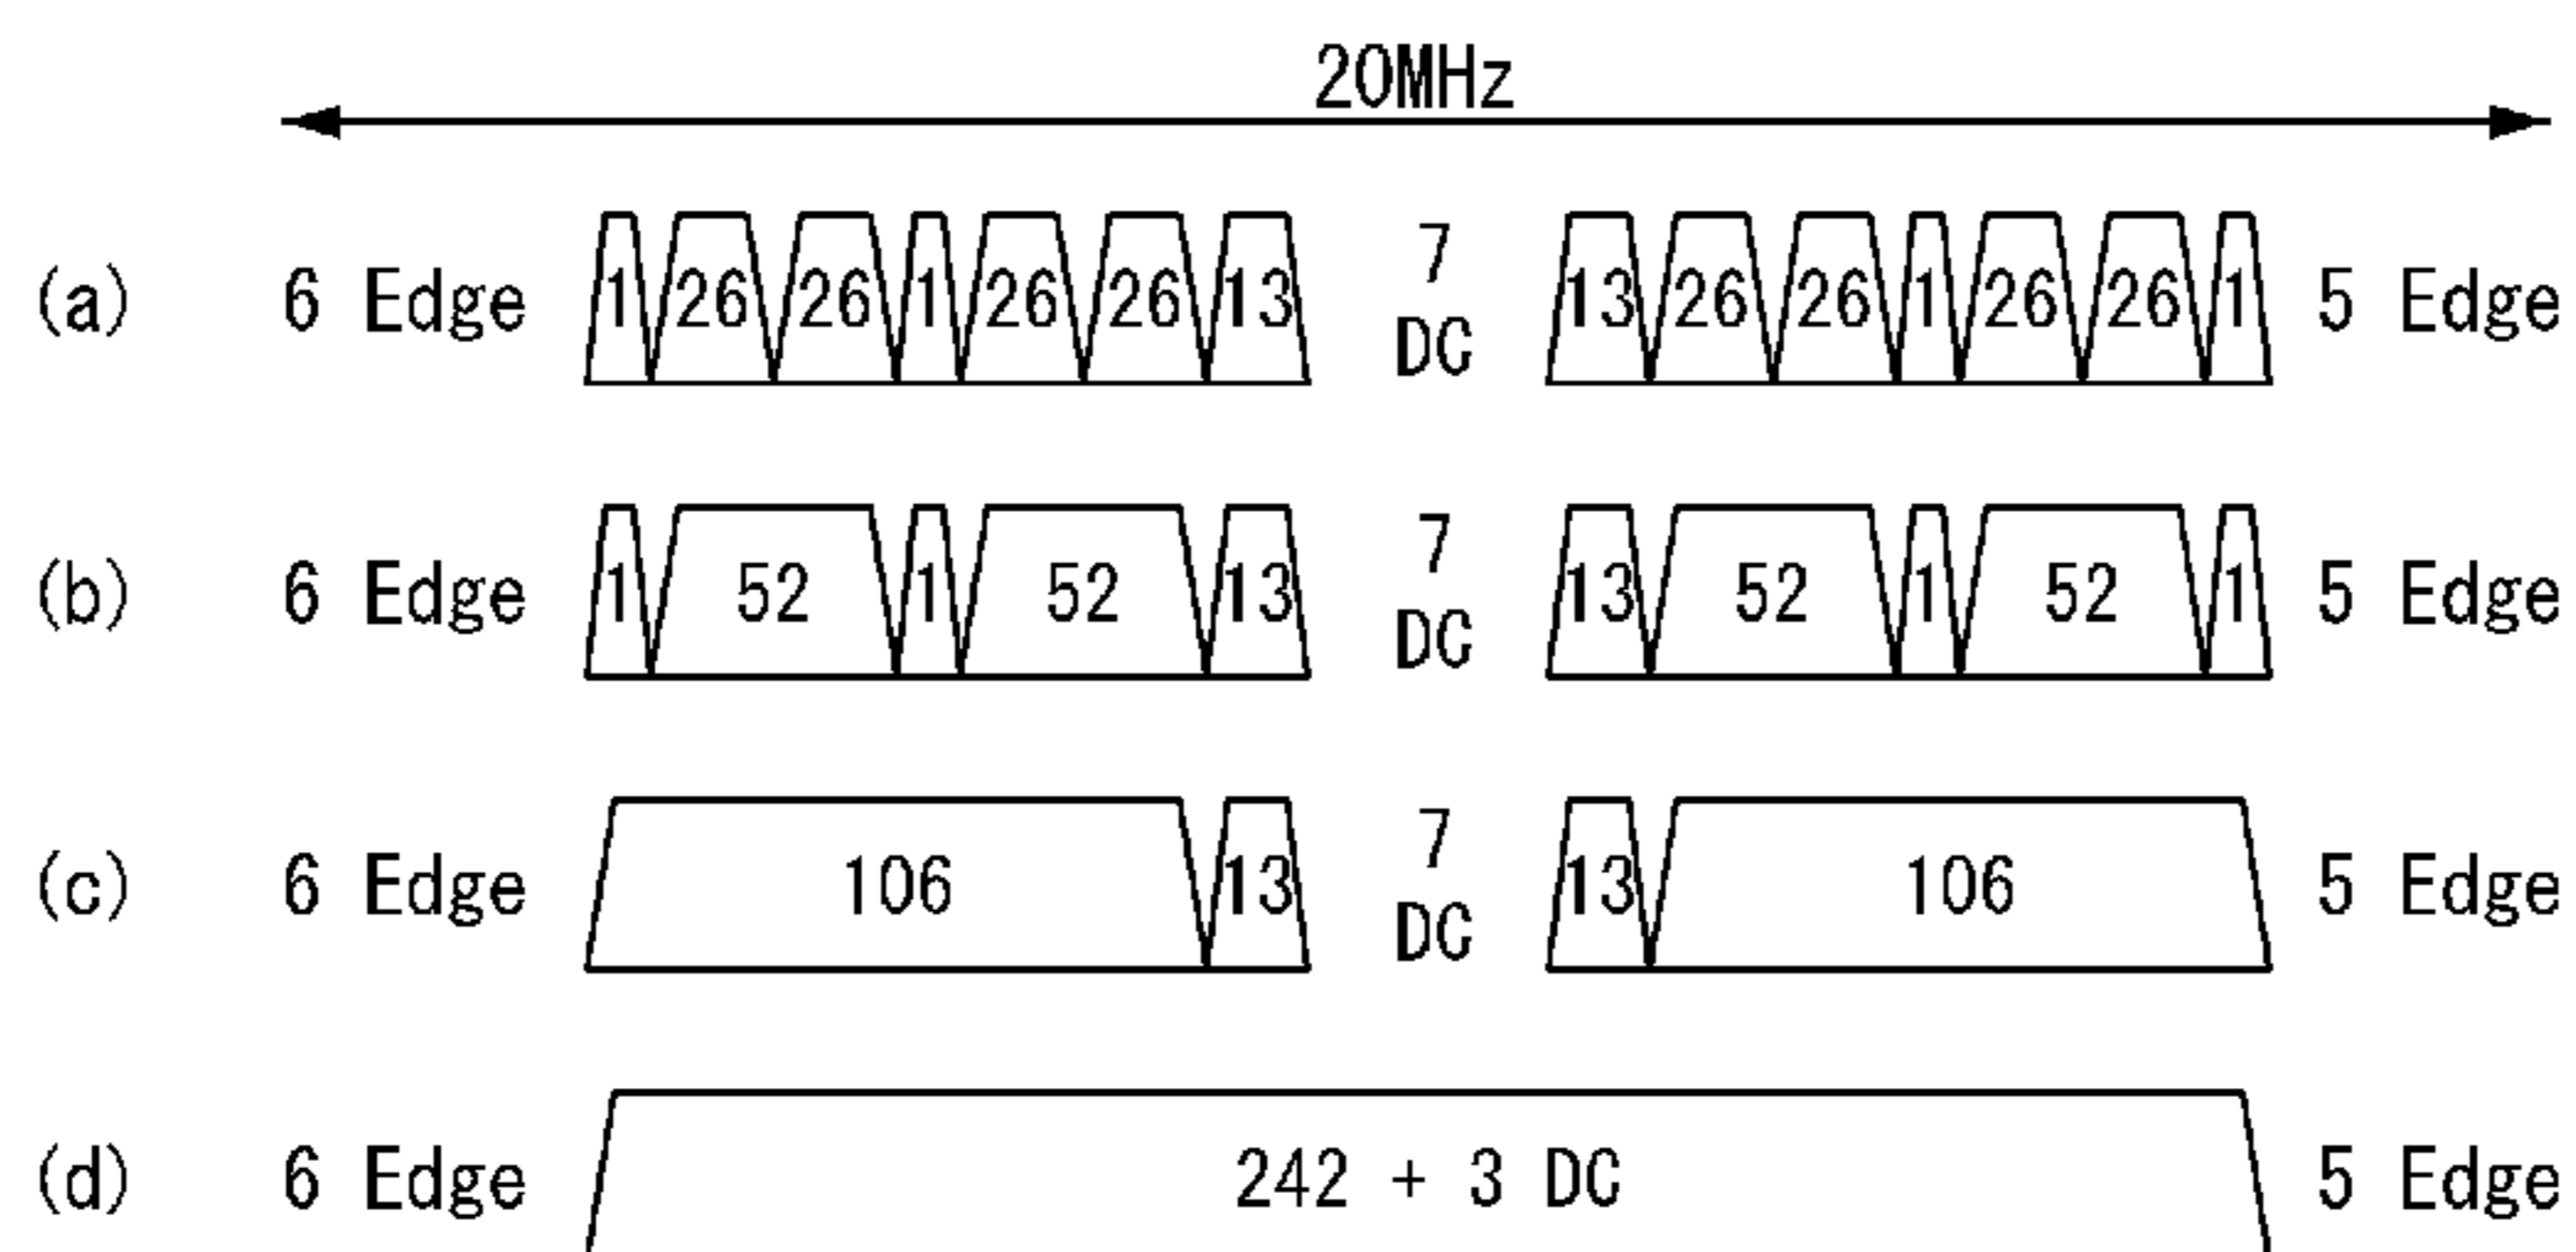 20MHz
(a) 6 Edge 1 26 26 1 26 26 13 7 DC 13 26 26 1 26 26 1 5 Edge
(b) 6 Edge 1 52 1 52 13 7 DC 13 52 1 52 1 5 Edge
(c) 6 Edge 106 13 7 DC 13 106 5 Edge
(d) 6 Edge 242 + 3 DC 5 Edge